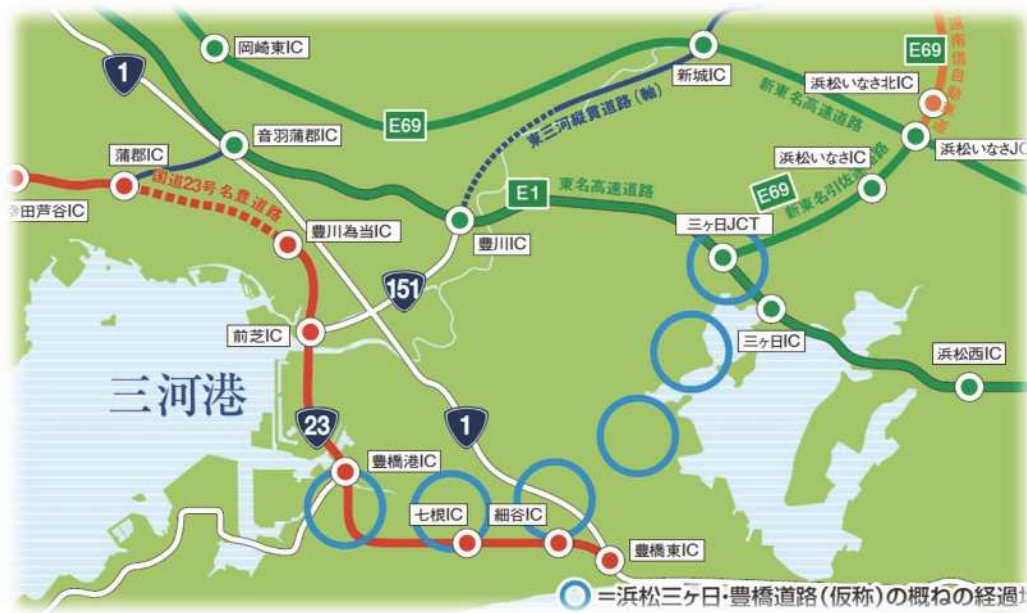 岡崎東IC
1
E69
新城IC
E69
浜松いなさ北IC
新東名高速道路
東三河縦貫道路(軸)
音羽蒲郡IC
蒲郡IC
国道23号名豊道路
田芦谷IC
浜松いなさJC
浜松いなさIC
E69
E1
東名高速道路
三ヶ日JCT
豊川IC
豊川為当IC
151
前芝IC
三ヶ日IC
浜松西IC
三河港
23
1
豊橋港IC
七根IC
細谷IC
豊橋東IC
=浜松三ヶ日・豊橋道路(仮称)の概ねの経過